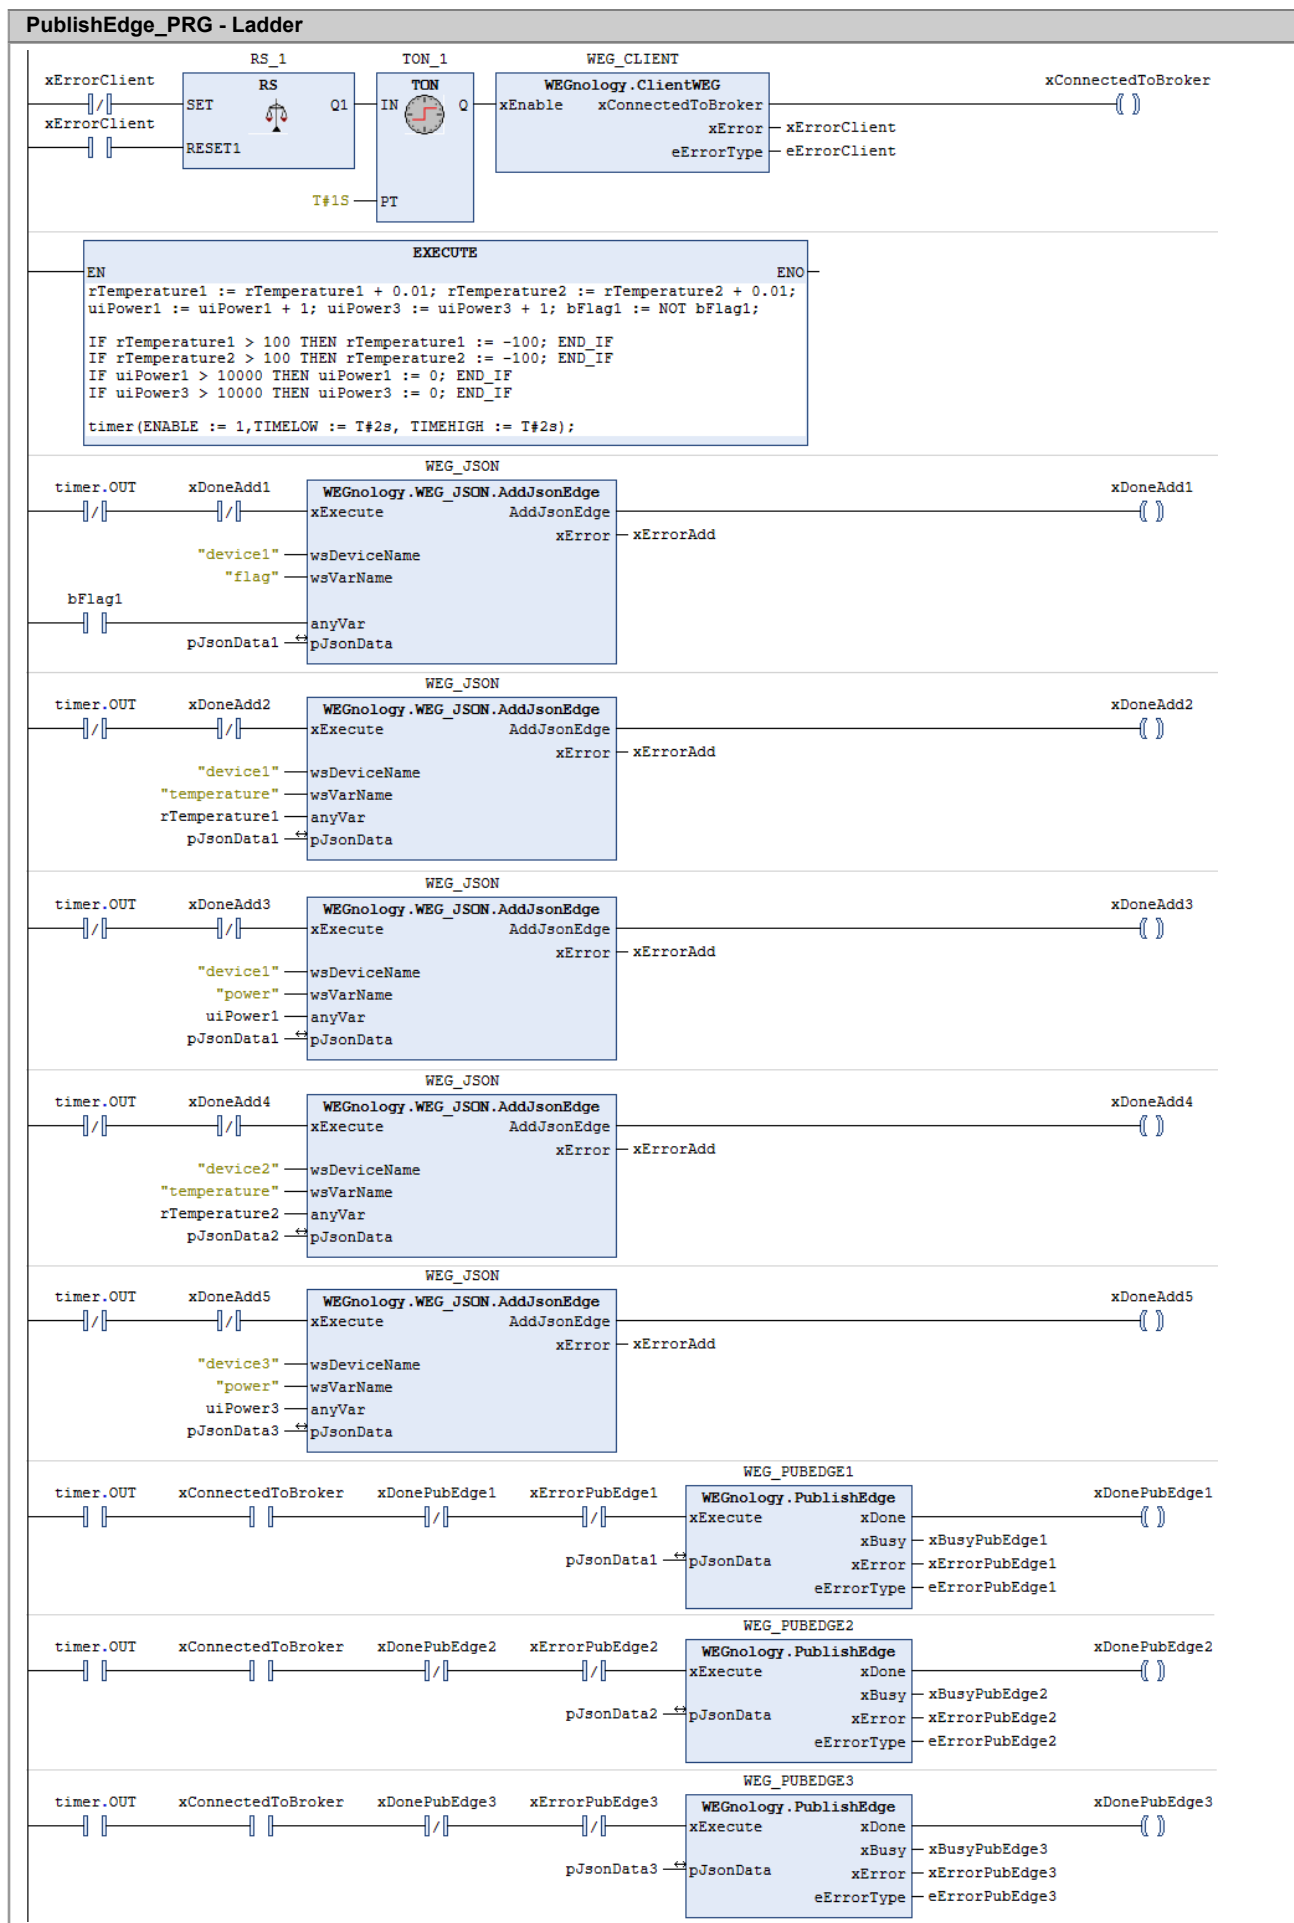 PublishEdge_PRG - Ladder
RS_1 TON_1 WEG_CLIENT
xErrorClient RS TON WEGnology.ClientWEG xConnectedToBroker
SET Q1 IN Q xEnable xConnectedToBroker
xErrorClient xError xErrorClient
RESET1 eErrorType eErrorClient
T#1S PT
EXECUTE
EN ENO
rTemperature1 := rTemperature1 + 0.01; rTemperature2 := rTemperature2 + 0.01;
uiPower1 := uiPower1 + 1; uiPower3 := uiPower3 + 1; bFlag1 := NOT bFlag1;
IF rTemperature1 > 100 THEN rTemperature1 := -100; END_IF
IF rTemperature2 > 100 THEN rTemperature2 := -100; END_IF
IF uiPower1 > 10000 THEN uiPower1 := 0; END_IF
IF uiPower3 > 10000 THEN uiPower3 := 0; END_IF
timer(ENABLE := 1,TIMELOW := T#2s, TIMEHIGH := T#2s);
WEG_JSON
timer.OUT xDoneAdd1 WEGnology.WEG_JSON.AddJsonEdge xDoneAdd1
xExecute AddJsonEdge
xError xErrorAdd
"device1" wsDeviceName
"flag" wsVarName
bFlag1
anyVar
pJsonData1 pJsonData
WEG_JSON
timer.OUT xDoneAdd2 WEGnology.WEG_JSON.AddJsonEdge xDoneAdd2
xExecute AddJsonEdge
xError xErrorAdd
"device1" wsDeviceName
"temperature" wsVarName
rTemperature1 anyVar
pJsonData1 pJsonData
WEG_JSON
timer.OUT xDoneAdd3 WEGnology.WEG_JSON.AddJsonEdge xDoneAdd3
xExecute AddJsonEdge
xError xErrorAdd
"device1" wsDeviceName
"power" wsVarName
uiPower1 anyVar
pJsonData1 pJsonData
WEG_JSON
timer.OUT xDoneAdd4 WEGnology.WEG_JSON.AddJsonEdge xDoneAdd4
xExecute AddJsonEdge
xError xErrorAdd
"device2" wsDeviceName
"temperature" wsVarName
rTemperature2 anyVar
pJsonData2 pJsonData
WEG_JSON
timer.OUT xDoneAdd5 WEGnology.WEG_JSON.AddJsonEdge xDoneAdd5
xExecute AddJsonEdge
xError xErrorAdd
"device3" wsDeviceName
"power" wsVarName
uiPower3 anyVar
pJsonData3 pJsonData
WEG_PUBEDGE1
timer.OUT xConnectedToBroker xDonePubEdge1 xErrorPubEdge1 WEGnology.PublishEdge xDonePubEdge1
xExecute xDone
xBusy xBusyPubEdge1
pJsonData1 pJsonData xError xErrorPubEdge1
eErrorType eErrorPubEdge1
WEG_PUBEDGE2
timer.OUT xConnectedToBroker xDonePubEdge2 xErrorPubEdge2 WEGnology.PublishEdge xDonePubEdge2
xExecute xDone
xBusy xBusyPubEdge2
pJsonData2 pJsonData xError xErrorPubEdge2
eErrorType eErrorPubEdge2
WEG_PUBEDGE3
timer.OUT xConnectedToBroker xDonePubEdge3 xErrorPubEdge3 WEGnology.PublishEdge xDonePubEdge3
xExecute xDone
xBusy xBusyPubEdge3
pJsonData3 pJsonData xError xErrorPubEdge3
eErrorType eErrorPubEdge3